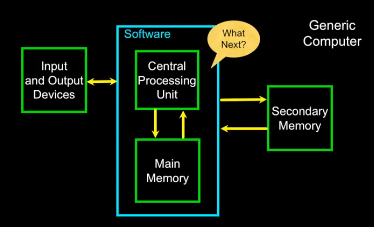 Generic
Computer
Software
What
Next?
Input
and Output
Devices
Central
Processing
Unit
Main
Memory
Secondary
Memory